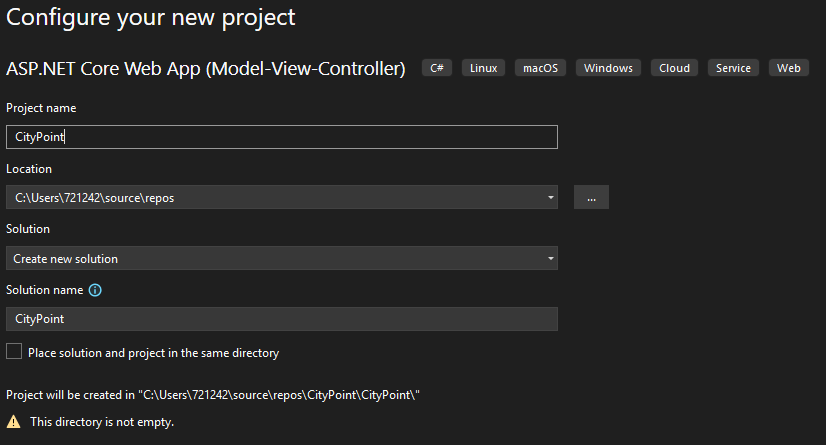 Configure your new project
ASP.NET Core Web App (Model-View-Controller) C# Linux macOS Windows Cloud Service Web
Project name
CityPoint
Location
C:\Users\721242\source\repos
...
Solution
Create new solution
Solution name
CityPoint
Place solution and project in the same directory
Project will be created in "C:\Users\721242\source\repos\CityPoint\CityPoint\"
This directory is not empty.